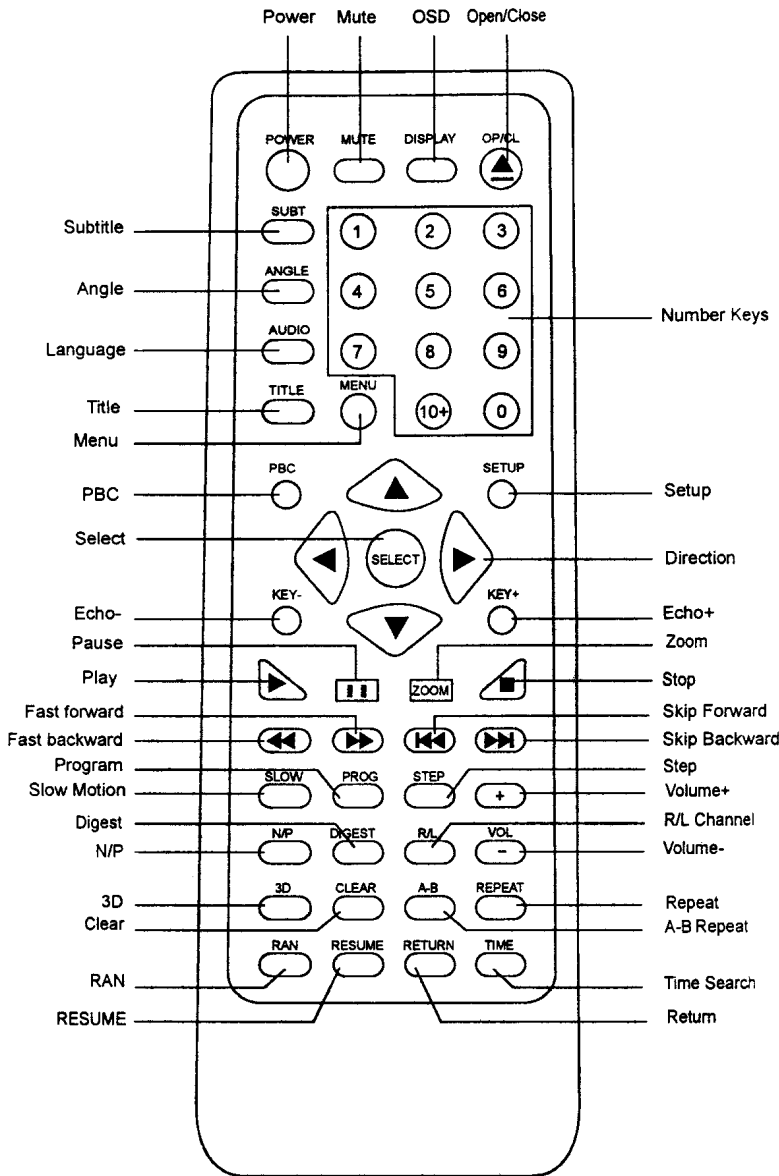 Power Mute OSD Open/Close
POWER MUTE DISPLAY OP/CL
Subtitle SUBT 1 2 3
Angle ANGLE 4 5 6
Number Keys
Language AUDIO 7 8 9
Title TITLE MENU 10+ 0
Menu
PBC PBC SETUP Setup
Select SELECT Direction
Echo- KEY- KEY+ Echo+
Pause Zoom
Play ZOOM Stop
Fast forward Skip Forward
Fast backward Skip Backward
Program Step
Slow Motion SLOW PROG STEP + Volume+
Digest R/L Channel
N/P N/P DIGEST R/L VOL - Volume-
3D 3D CLEAR A-B REPEAT Repeat
Clear A-B Repeat
RAN RAN RESUME RETURN TIME Time Search
RESUME Return